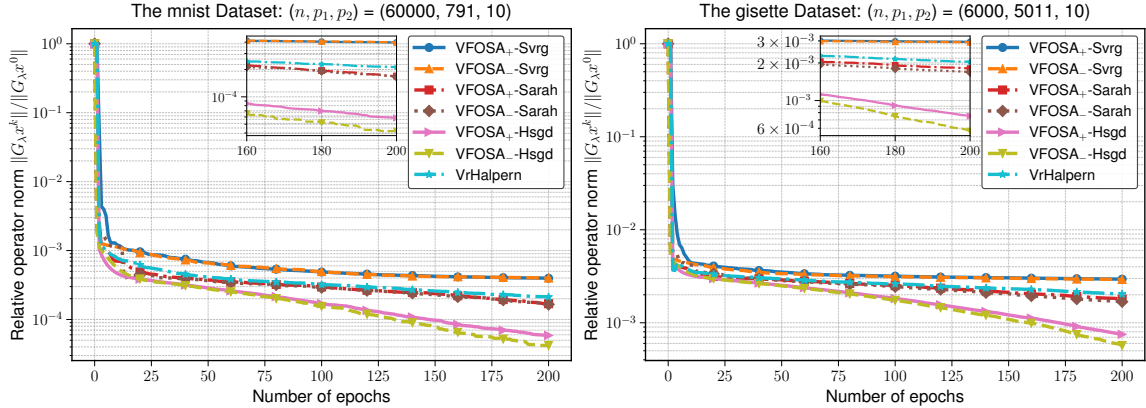 The mnist Dataset: (n, p₁, p₂) = (60000, 791, 10)
Relative operator norm ||G_λx^k||/||G_λx^0||
10⁰
10⁻¹
10⁻²
10⁻³
10⁻⁴
10⁻⁴
160
180
200
VFOSA₊-Svrg
VFOSA₋-Svrg
VFOSA₊-Sarah
VFOSA₋-Sarah
VFOSA₊-Hsgd
VFOSA₋-Hsgd
VrHalpern
0
25
50
75
100
125
150
175
200
Number of epochs
The gisette Dataset: (n, p₁, p₂) = (6000, 5011, 10)
Relative operator norm ||G_λx^k||/||G_λx^0||
10⁰
10⁻¹
10⁻²
10⁻³
3 × 10⁻³
2 × 10⁻³
10⁻³
6 × 10⁻⁴
160
180
200
VFOSA₊-Svrg
VFOSA₋-Svrg
VFOSA₊-Sarah
VFOSA₋-Sarah
VFOSA₊-Hsgd
VFOSA₋-Hsgd
VrHalpern
0
25
50
75
100
125
150
175
200
Number of epochs